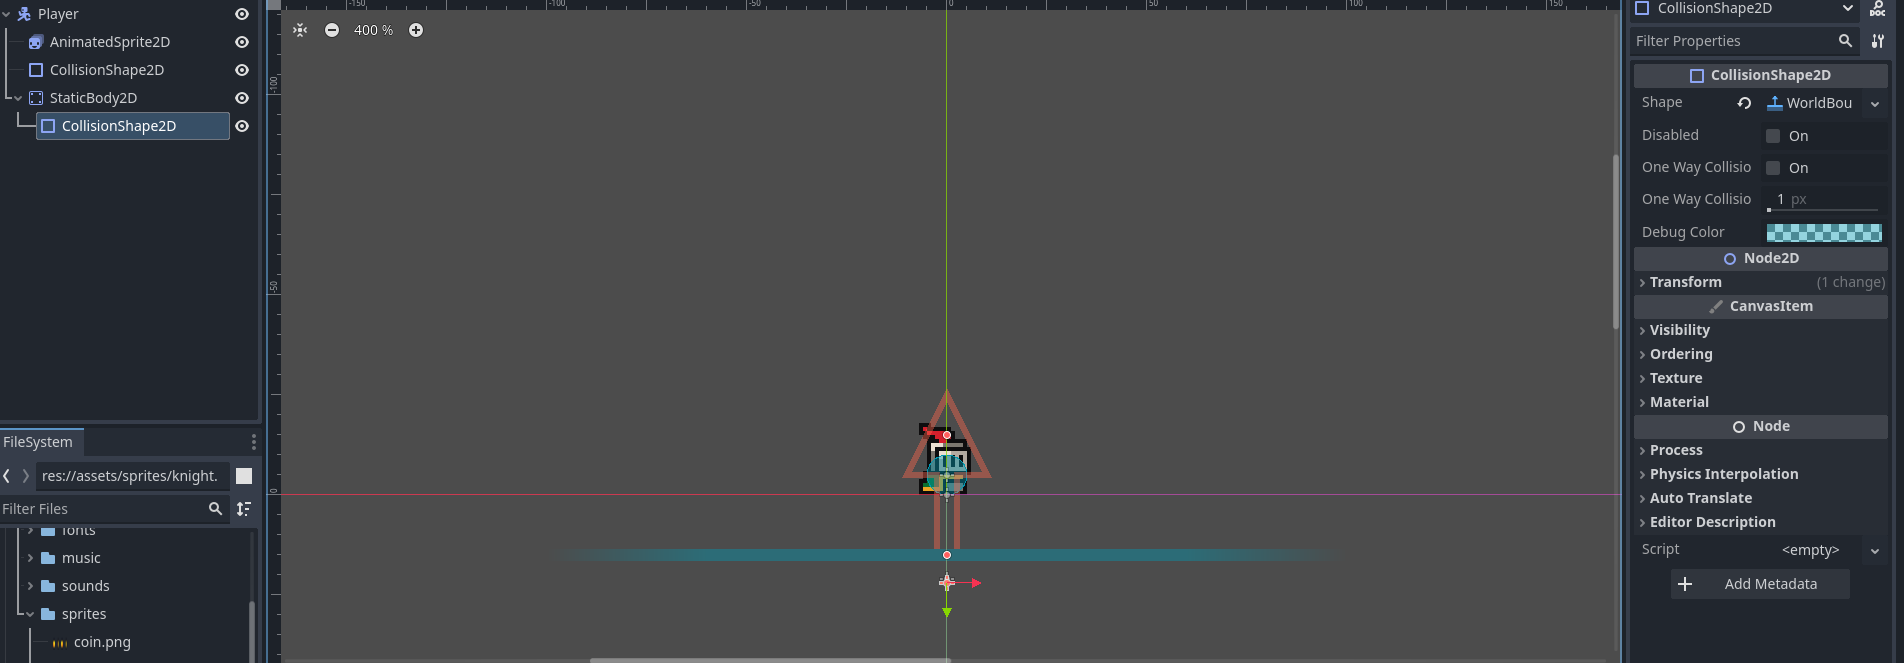 Player
AnimatedSprite2D
CollisionShape2D
StaticBody2D
CollisionShape2D
FileSystem
res://assets/sprites/knight.
Filter Files
fonts
music
sounds
sprites
coin.png
-150
-100
-50
0
50
100
150
400 %
-100
-50
0
CollisionShape2D
DOC
Filter Properties
CollisionShape2D
Shape WorldBou
Disabled On
One Way Collisio On
One Way Collisio 1 px
Debug Color
Node2D
Transform (1 change)
CanvasItem
Visibility
Ordering
Texture
Material
Node
Process
Physics Interpolation
Auto Translate
Editor Description
Script <empty>
Add Metadata